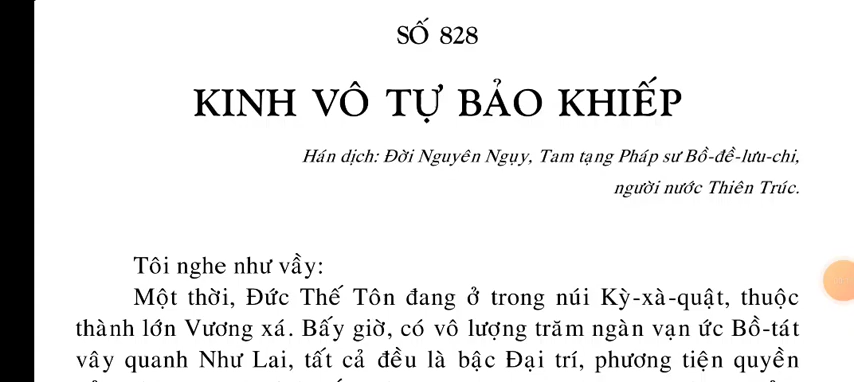 SỐ 828
KINH VÔ TỰ BẢO KHIẾP
Hán dịch: Đời Nguyên Ngụy, Tam tạng Pháp sư Bồ-đề-lưu-chi,
người nước Thiên Trúc.
Tôi nghe như vầy:
Một thời, Đức Thế Tôn đang ở trong núi Kỳ-xà-quật, thuộc
thành lớn Vương xá. Bấy giờ, có vô lượng trăm ngàn vạn ức Bồ-tát
vây quanh Như Lai, tất cả đều là bậc Đại trí, phương tiện quyền